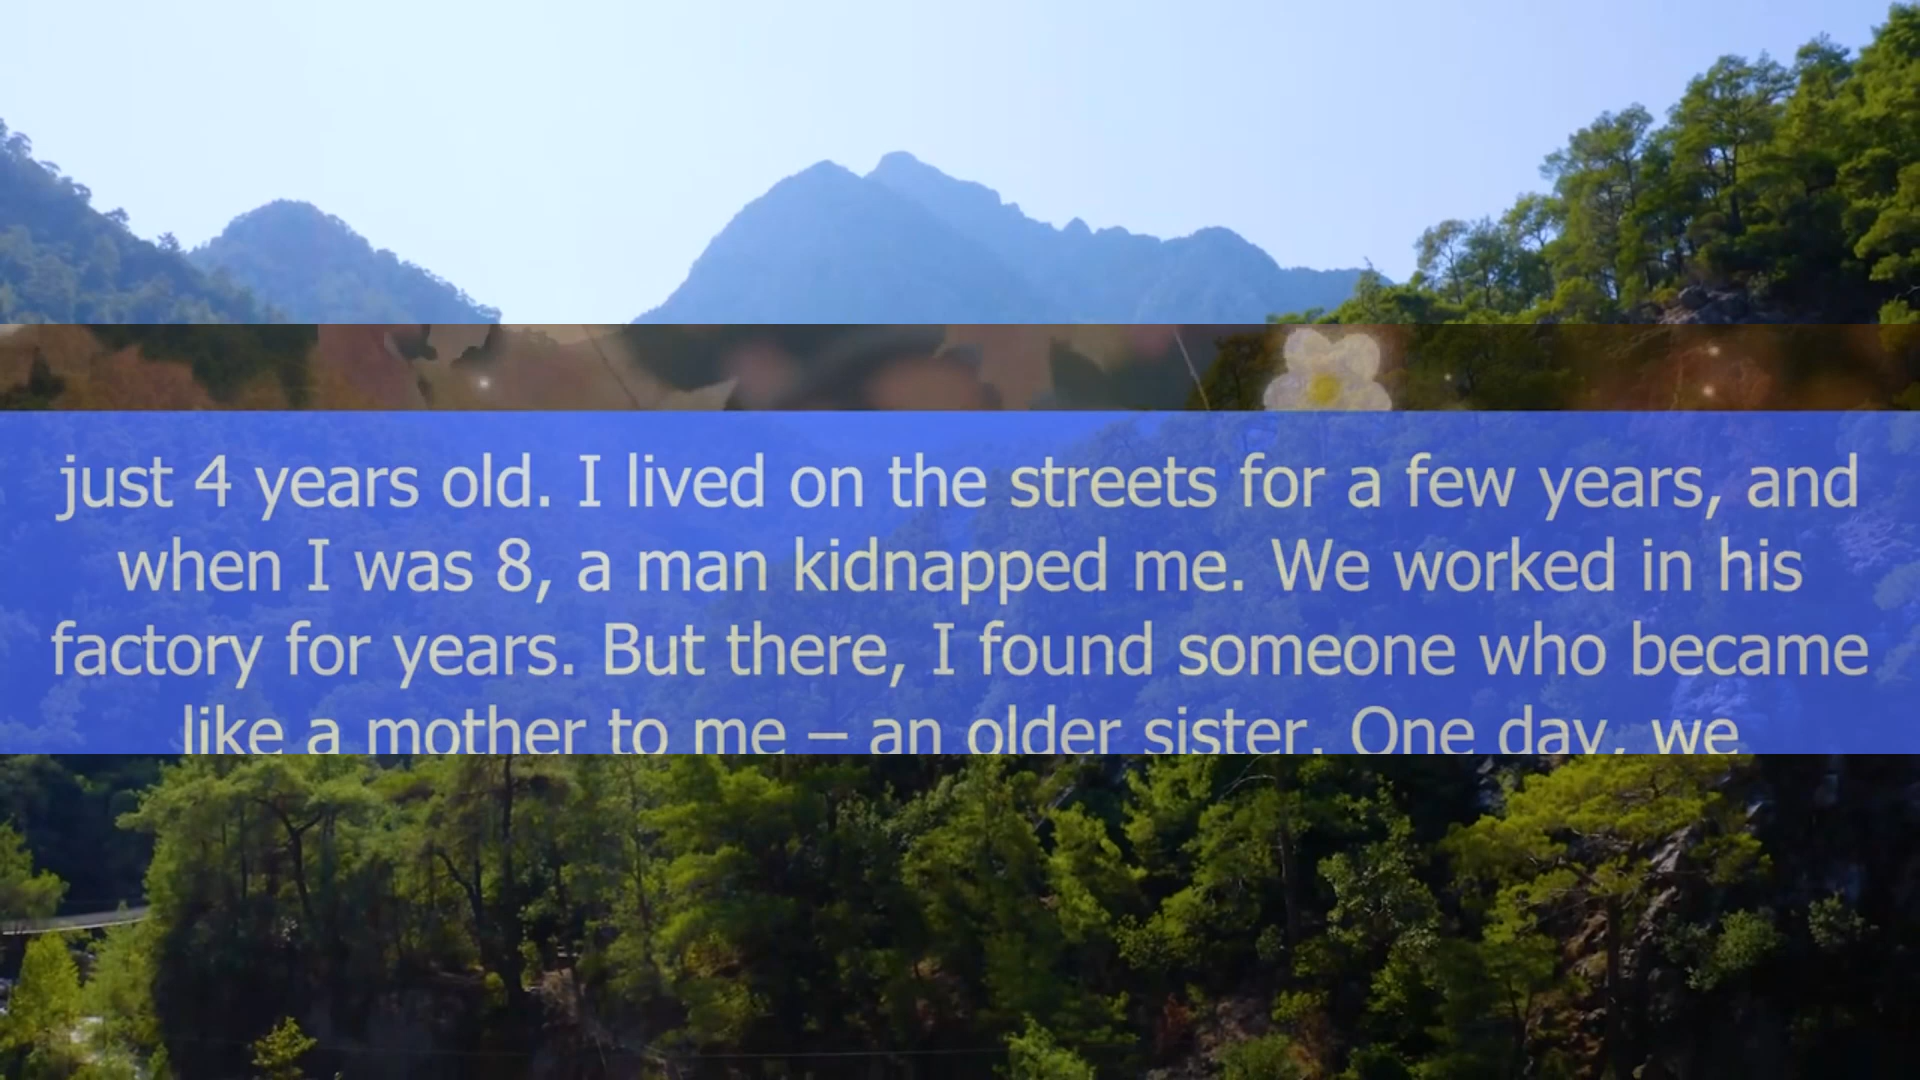 just 4 years old. I lived on the streets for a few years, and
when I was 8, a man kidnapped me. We worked in his
factory for years. But there, I found someone who became
like a mother to me – an older sister. One day, we